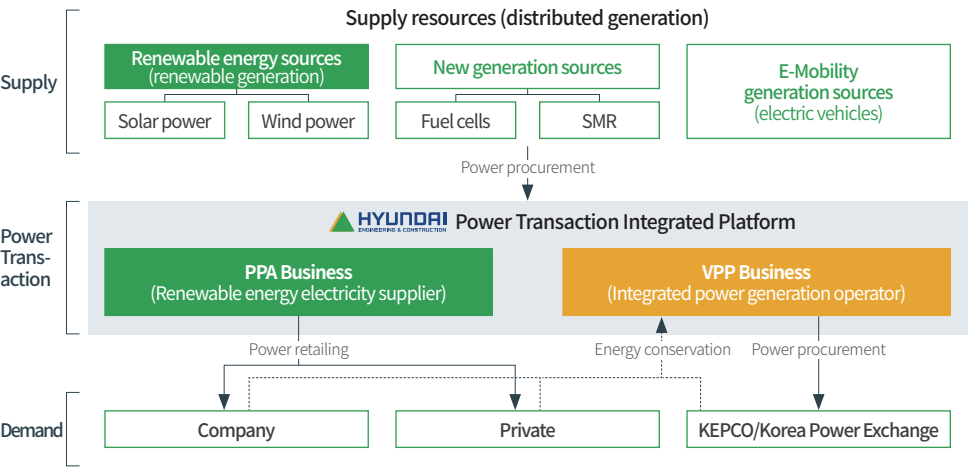 Supply resources (distributed generation)
Supply
Renewable energy sources
(renewable generation)
Solar power
Wind power
New generation sources
Fuel cells
SMR
E-Mobility
generation sources
(electric vehicles)
Power procurement
Power
Trans-
action
HYUNDAI
ENGINEERING & CONSTRUCTION
Power Transaction Integrated Platform
PPA Business
(Renewable energy electricity supplier)
VPP Business
(Integrated power generation operator)
Power retailing
Energy conservation
Power procurement
Demand
Company
Private
KEPCO/Korea Power Exchange